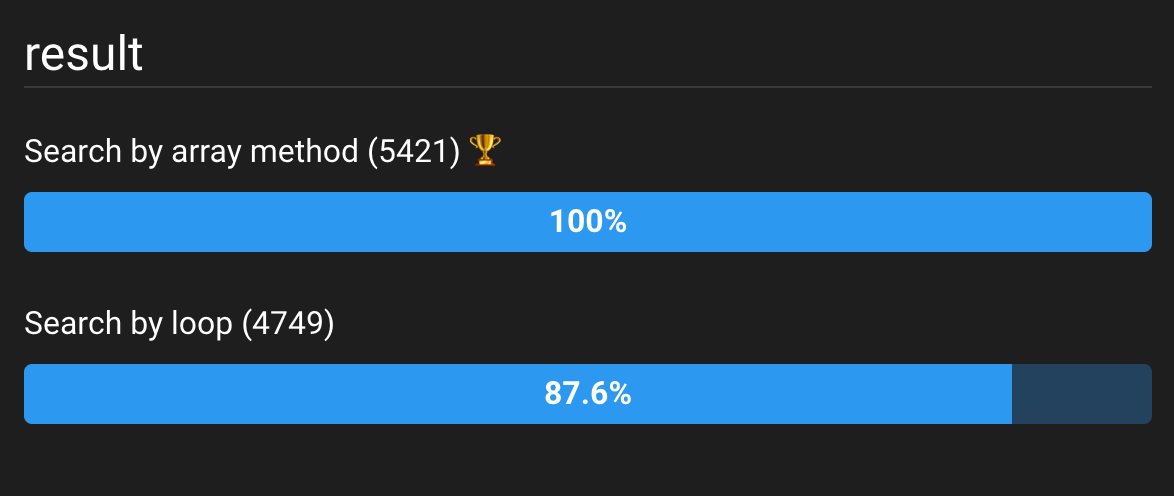 result
Search by array method (5421) 🏆
100%
Search by loop (4749)
87.6%